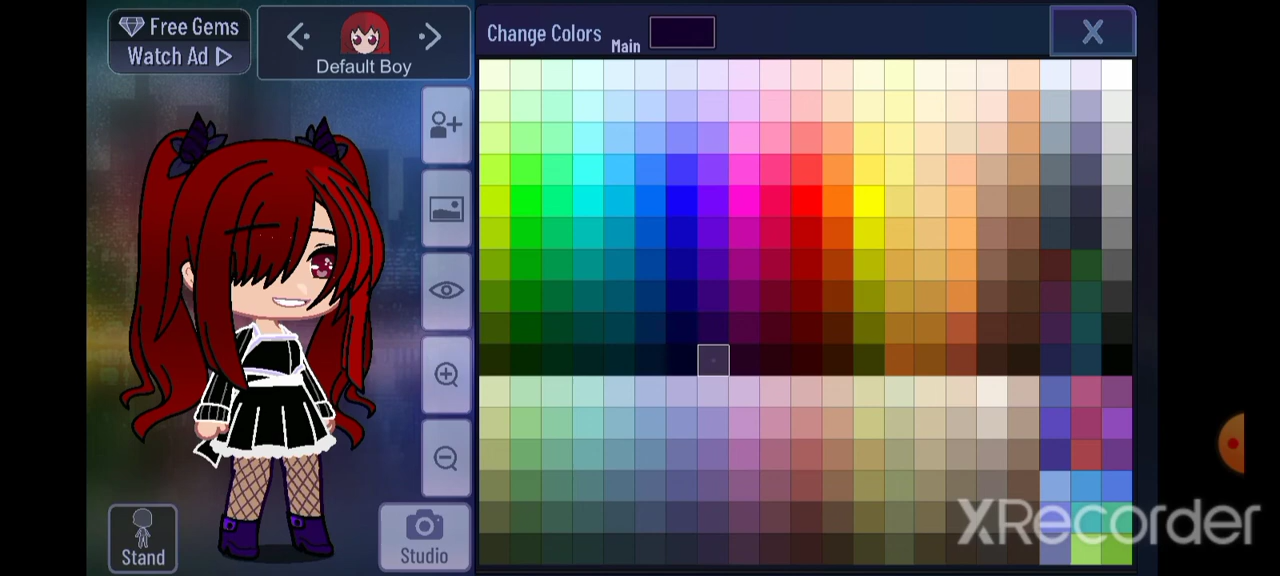 Free Gems
Watch Ad
Default Boy
Change Colors
Main
X
Stand
Studio
XRecorder